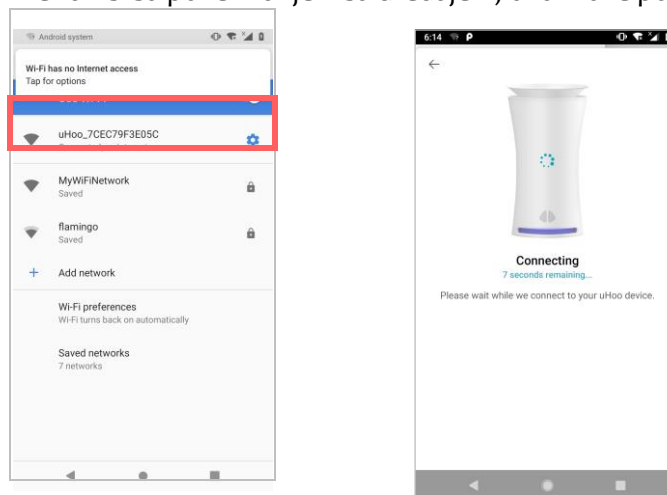 Android system
Wi-Fi has no Internet access
Tap for options
uHoo_7CEC79F3E05C
MyWiFiNetwork
Saved
flamingo
Saved
Add network
Wi-Fi preferences
Wi-Fi turns back on automatically
Saved networks
7 networks
6:14
Connecting
7 seconds remaining...
Please wait while we connect to your uHoo device.